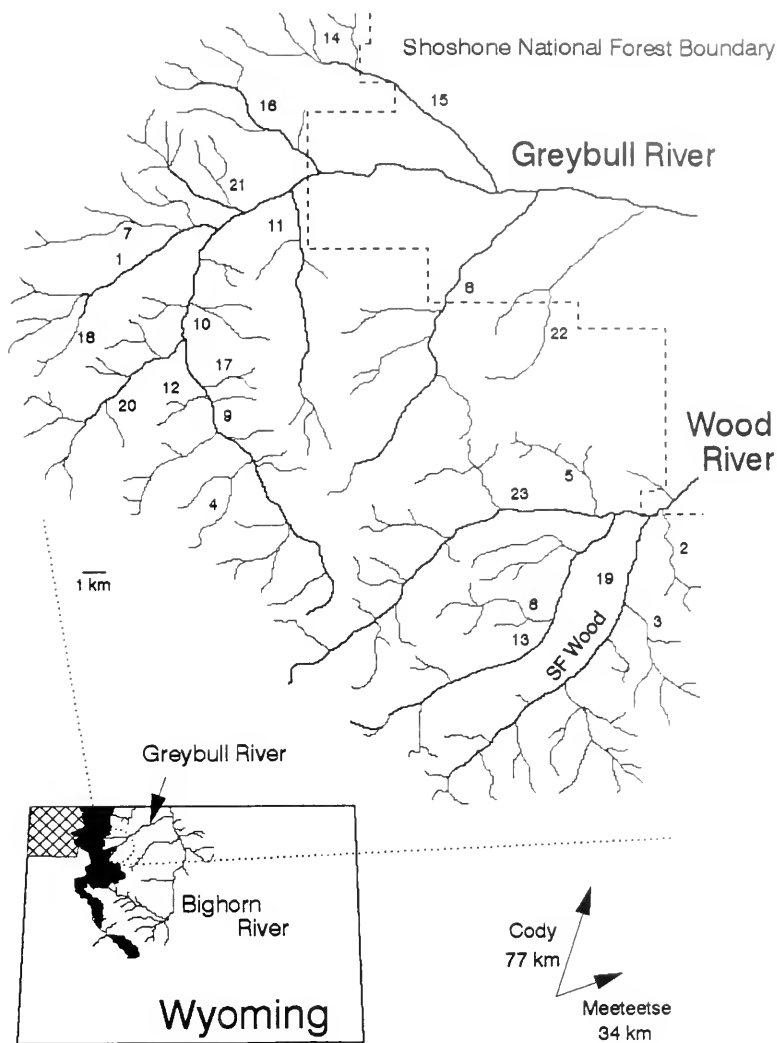 14
Shoshone National Forest Boundary
16
15
Greybull River
21
7
11
1
8
10
18
22
17
12
20
9
Wood
River
5
4
23
2
1 km
19
6
3
13
SF Wood
Greybull River
Bighorn
River
Cody
77 km
Wyoming
Meeteetse
34 km